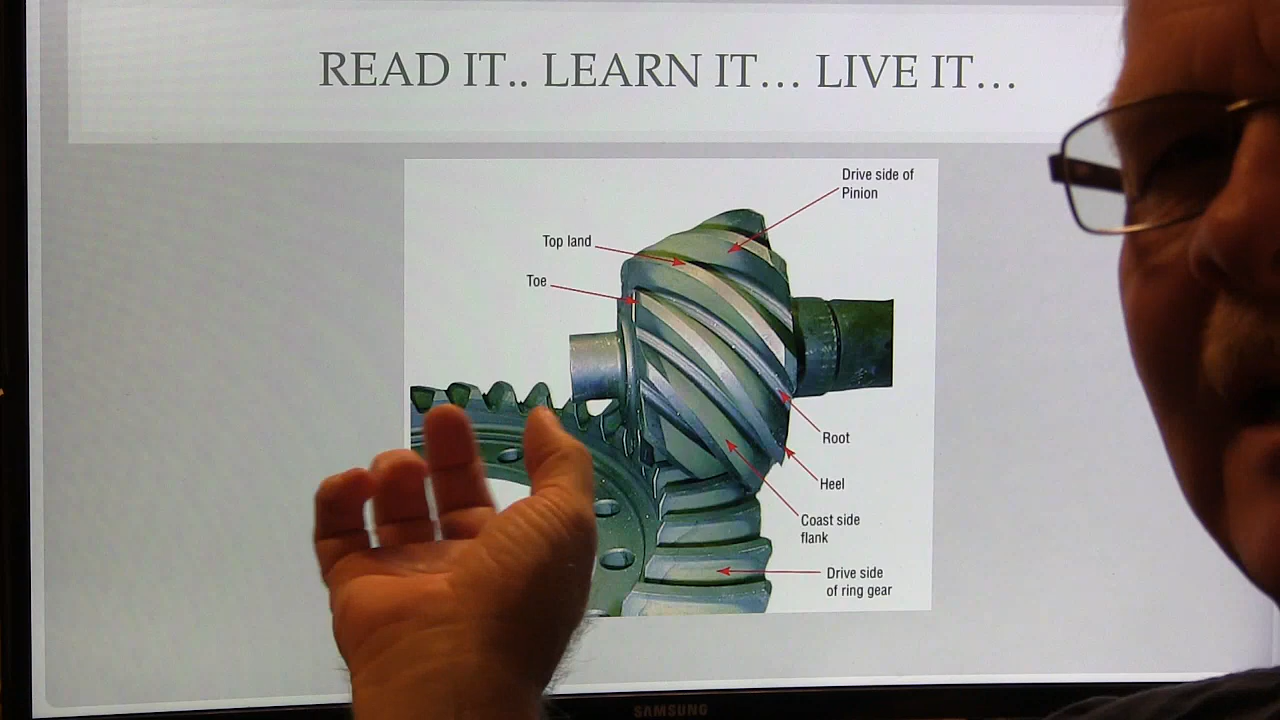 READ IT.. LEARN IT... LIVE IT...
Drive side of
Pinion
Top land
Toe
Root
Heel
Coast side
flank
Drive side
of ring gear
SAMSUNG